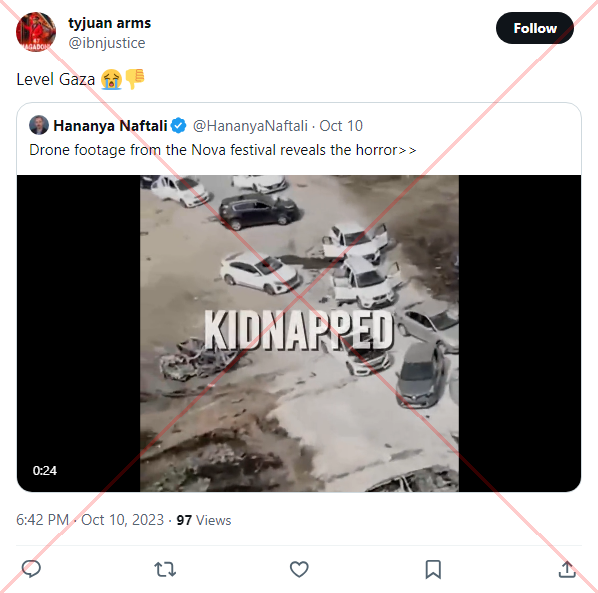 tyjuan arms
@ibnjustice
Follow
Level Gaza 😭👎
Hananya Naftali @HananyaNaftali · Oct 10
Drone footage from the Nova festival reveals the horror>>
KIDNAPPED
0:24
6:42 PM · Oct 10, 2023 · 97 Views